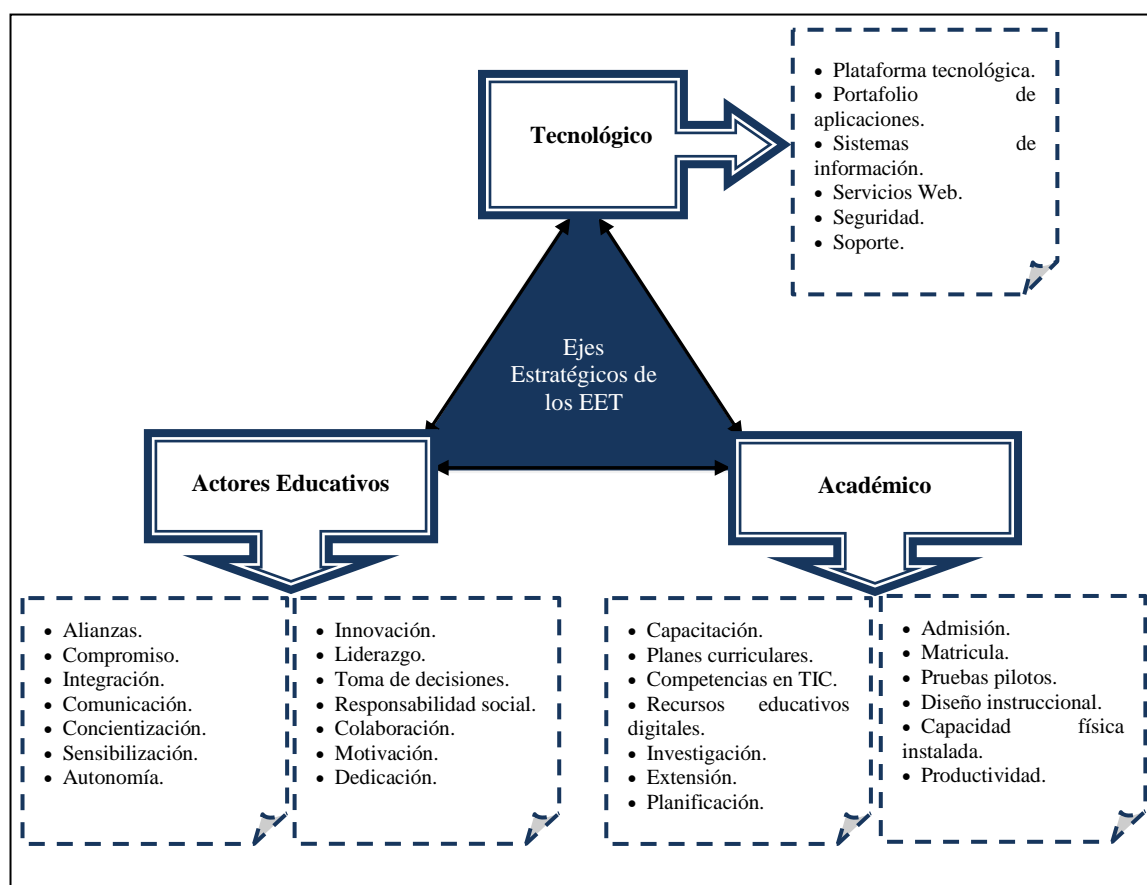 Tecnológico
• Plataforma tecnológica.
• Portafolio de
aplicaciones.
• Sistemas de
información.
• Servicios Web.
• Seguridad.
• Soporte.
Ejes
Estratégicos de
los EET
Actores Educativos
Académico
• Alianzas.
• Compromiso.
• Integración.
• Comunicación.
• Concientización.
• Sensibilización.
• Autonomía.
• Innovación.
• Liderazgo.
• Toma de decisiones.
• Responsabilidad social.
• Colaboración.
• Motivación.
• Dedicación.
• Capacitación.
• Planes curriculares.
• Competencias en TIC.
• Recursos educativos
digitales.
• Investigación.
• Extensión.
• Planificación.
• Admisión.
• Matricula.
• Pruebas pilotos.
• Diseño instruccional.
• Capacidad física
instalada.
• Productividad.